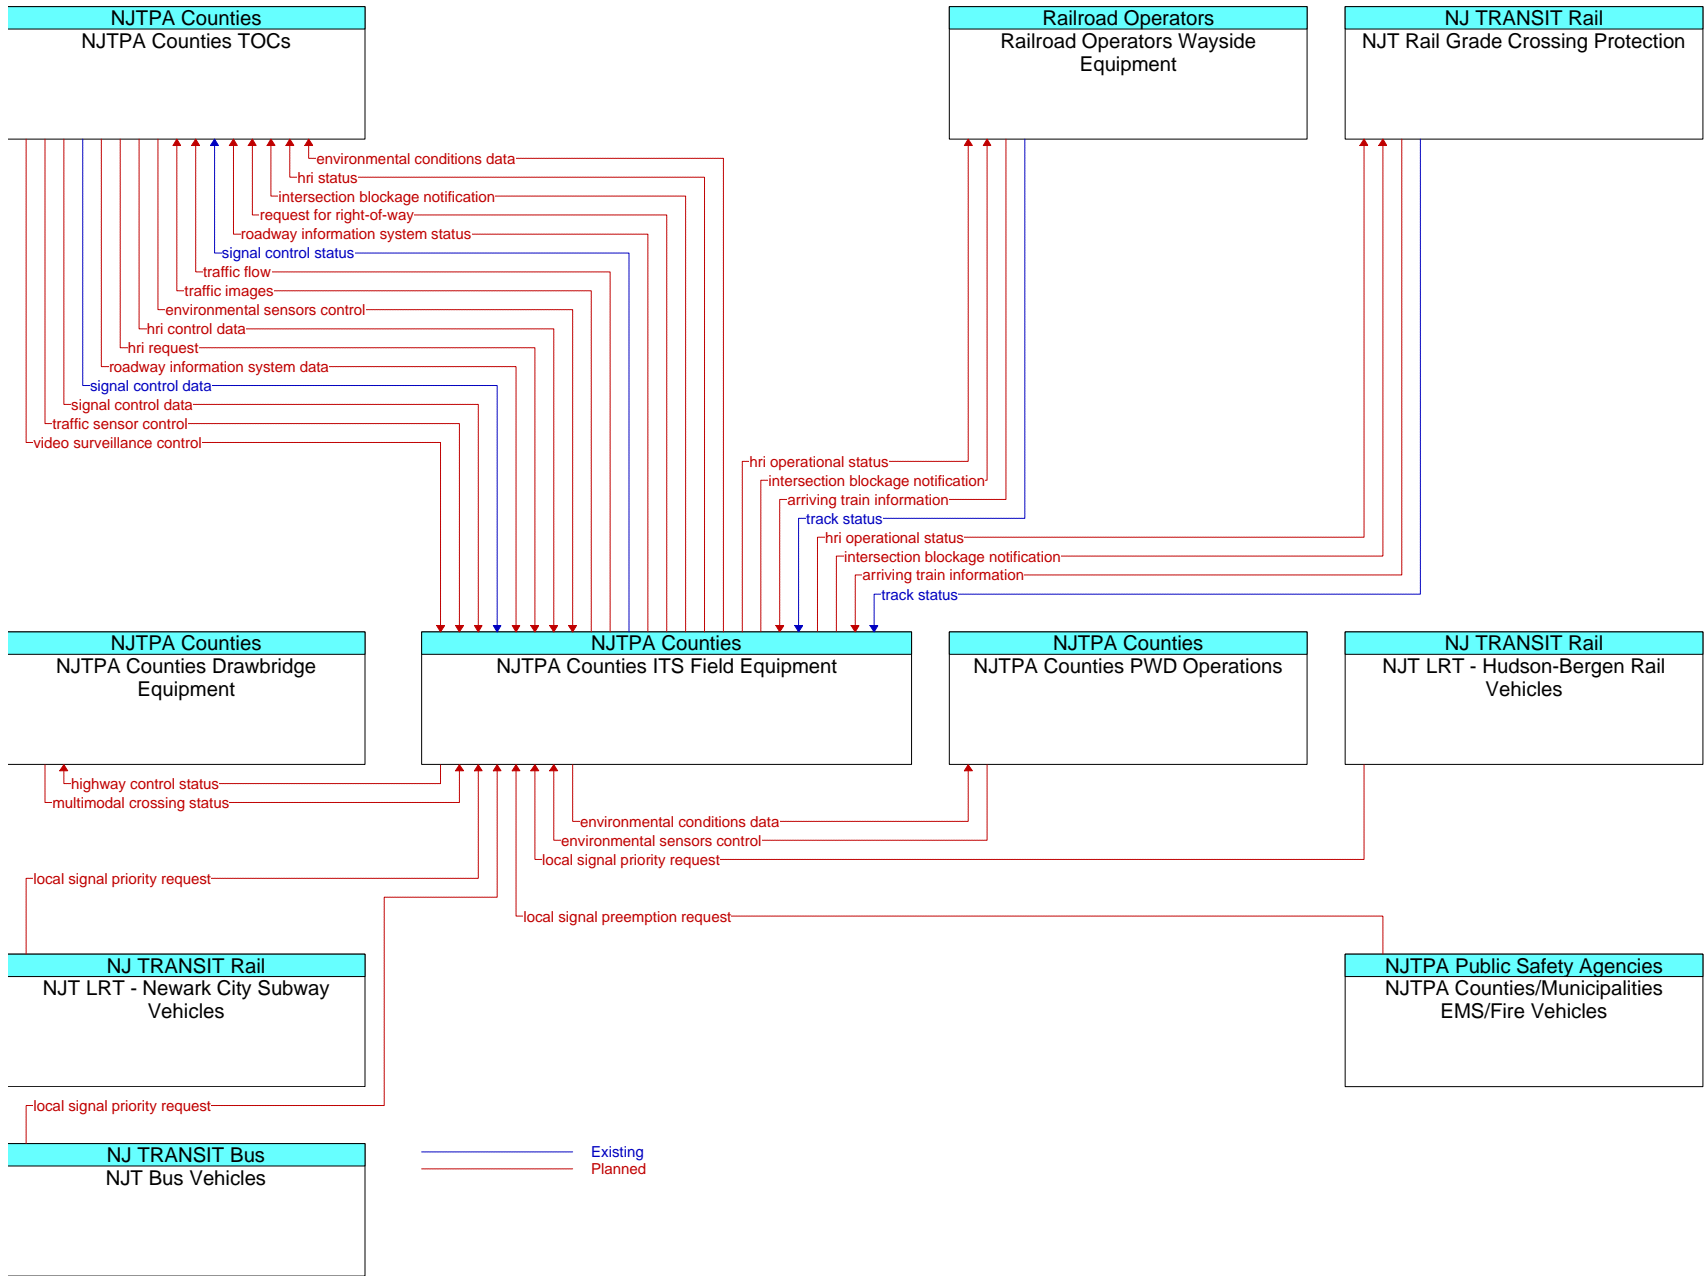 NJTPA Counties
NJTPA Counties TOCs
Railroad Operators
Railroad Operators Wayside
Equipment
NJ TRANSIT Rail
NJT Rail Grade Crossing Protection
environmental conditions data
hri status
intersection blockage notification
request for right-of-way
roadway information system status
signal control status
traffic flow
traffic images
environmental sensors control
hri control data
hri request
roadway information system data
signal control data
signal control data
traffic sensor control
video surveillance control
hri operational status
intersection blockage notification
arriving train information
track status
hri operational status
intersection blockage notification
arriving train information
track status
NJTPA Counties
NJTPA Counties Drawbridge
Equipment
NJTPA Counties
NJTPA Counties ITS Field Equipment
NJTPA Counties
NJTPA Counties PWD Operations
NJ TRANSIT Rail
NJT LRT - Hudson-Bergen Rail
Vehicles
highway control status
multimodal crossing status
environmental conditions data
environmental sensors control
local signal priority request
local signal priority request
local signal preemption request
NJ TRANSIT Rail
NJT LRT - Newark City Subway
Vehicles
NJTPA Public Safety Agencies
NJTPA Counties/Municipalities
EMS/Fire Vehicles
local signal priority request
NJ TRANSIT Bus
NJT Bus Vehicles
Existing
Planned